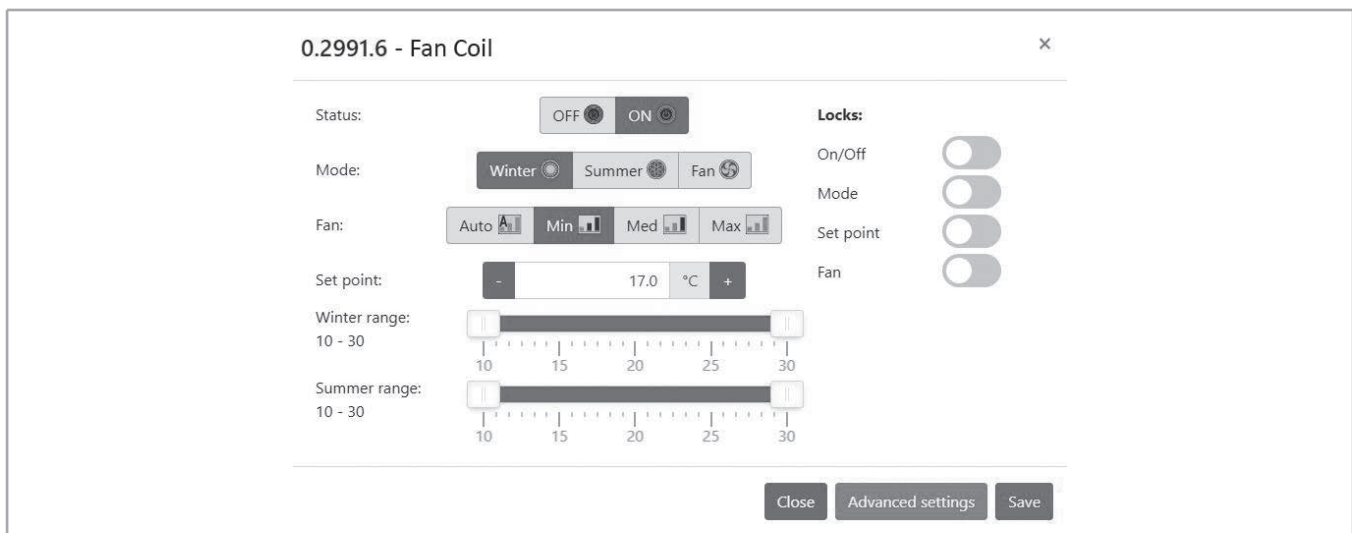 0.2991.6 - Fan Coil ×
Status: OFF ON
Mode: Winter Summer Fan
Fan: Auto A Min Med Max
Set point: - 17.0 °C +
Winter range:
10 - 30
10 15 20 25 30
Summer range:
10 - 30
10 15 20 25 30
Locks:
On/Off
Mode
Set point
Fan
Close Advanced settings Save